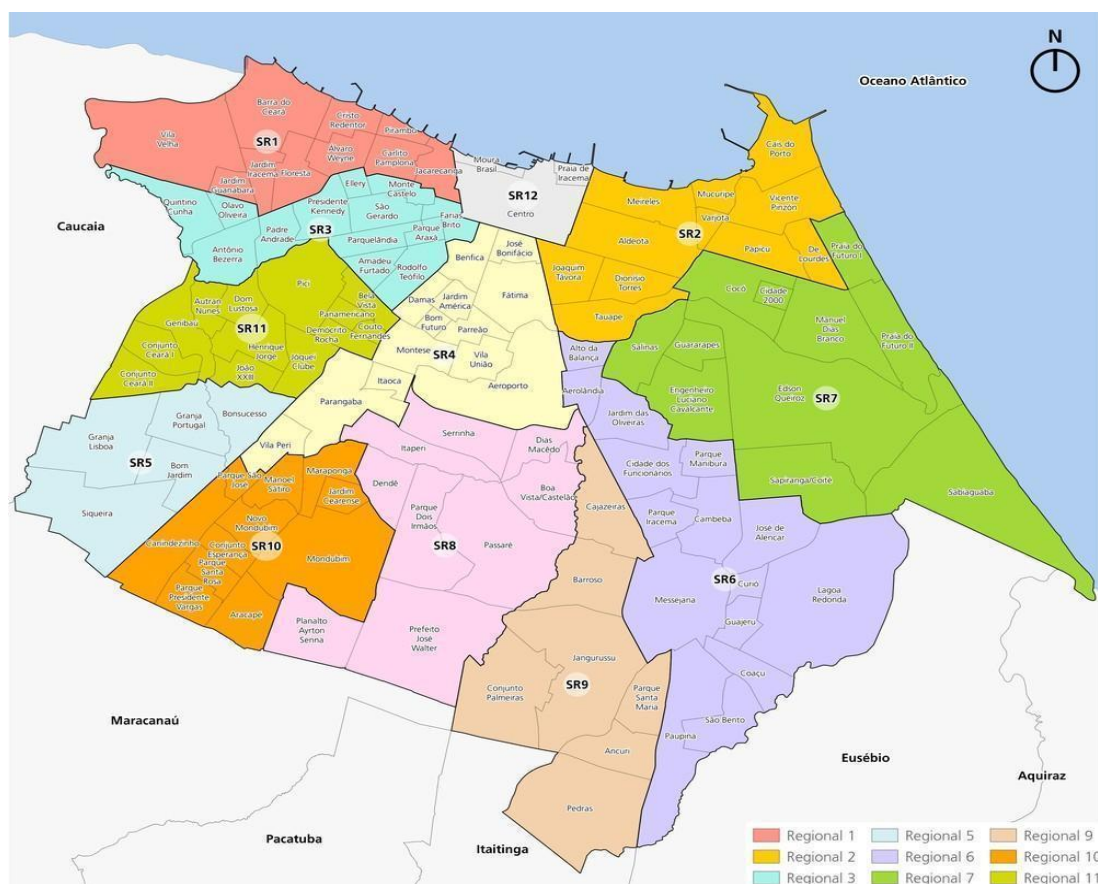 N
Oceano Atlântico
Caucaia
Maracanaú
Pacatuba
Itaitinga
Eusébio
Aquiraz
SR1
Vila
Velha
Barra do
Ceará
Cristo
Redentor
Pirambu
Álvaro
Weyne
Carlito
Pamplona
Jardim
Iracema
Floresta
Jacarecanga
Jardim
Guanabara
SR12
Moura
Brasil
Praia de
Iracema
Centro
SR2
Cais do
Porto
Meireles
Mucuripe
Vicente
Pinzón
Varjota
Aldeota
Papicu
De
Lourdes
Joaquim
Távora
Dionisio
Torres
Tauape
SR3
Quintino
Cunha
Olavo
Oliveira
Ellery
Monte
Castelo
Presidente
Kennedy
São
Gerardo
Farias
Brito
Padre
Andrade
Parquelândia
Parque
Araxá
Antônio
Bezerra
Amadeu
Furtado
Rodolfo
Teófilo
SR11
Pici
Autran
Nunes
Dom
Lustosa
Bela
Vista
Panamericano
Genibaú
Henrique
Jorge
Demócrito
Rocha
Couto
Fernandes
Conjunto
Ceará I
João
XXIII
Jóquei
Clube
Conjunto
Ceará II
SR4
Benfica
José
Bonifácio
Damas
Jardim
América
Fátima
Bom
Futuro
Parreão
Montese
Vila
União
Itaoca
Aeroporto
Parangaba
Vila Peri
SR7
Praia do
Futuro I
Cocó
Cidade
2000
Manuel
Dias
Branco
Praia do
Futuro II
Salinas
Guararapes
Engenheiro
Luciano
Cavalcante
Edson
Queiroz
Sapiranga/Coité
Sabiaguaba
SR5
Granja
Portugal
Bonsucesso
Granja
Lisboa
Bom
Jardim
Siqueira
SR10
Parque São
José
Manoel
Sátiro
Maraponga
Jardim
Cearense
Novo
Mondubim
Canindezinho
Conjunto
Esperança
Mondubim
Parque
Santa
Rosa
Parque
Presidente
Vargas
Aracapé
SR8
Serrinha
Itaperi
Dias
Macêdo
Dendê
Boa
Vista/Castelão
Parque
Dois
Irmãos
Passaré
Planalto
Ayrton
Senna
Prefeito
José
Walter
SR6
Alto da
Balança
Aerolândia
Jardim das
Oliveiras
Cidade dos
Funcionários
Parque
Manibura
Parque
Iracema
Cambeba
José de
Alencar
Messejana
Curió
Lagoa
Redonda
Guajeru
Coaçu
São Bento
Paupina
SR9
Cajazeiras
Barroso
Jangurussu
Conjunto
Palmeiras
Parque
Santa
Maria
Ancuri
Pedras
Regional 1
Regional 5
Regional 9
Regional 2
Regional 6
Regional 10
Regional 3
Regional 7
Regional 11